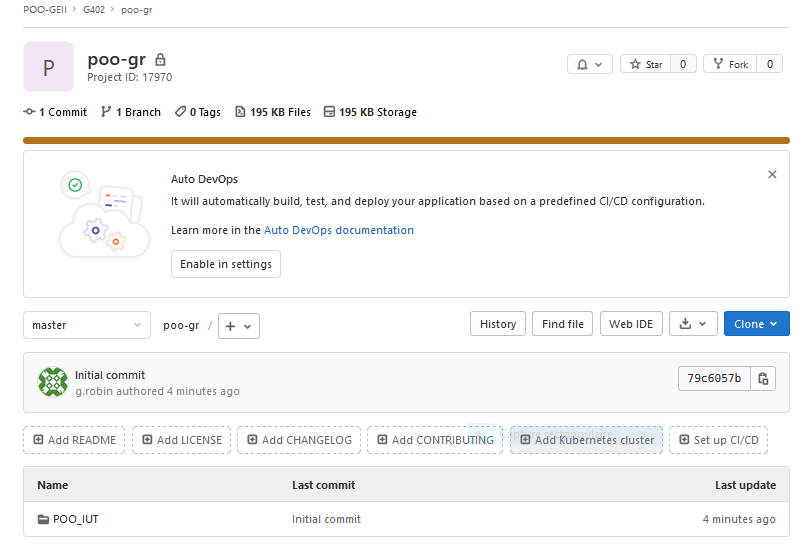 POO-GEII > G402 > poo-gr
P
poo-gr
Project ID: 17970
Star 0
Fork 0
1 Commit 1 Branch 0 Tags 195 KB Files 195 KB Storage
Auto DevOps
It will automatically build, test, and deploy your application based on a predefined CI/CD configuration.
Learn more in the Auto DevOps documentation
Enable in settings
master poo-gr / + History Find file Web IDE Clone
Initial commit
g.robin authored 4 minutes ago
79c6057b
Add README Add LICENSE Add CHANGELOG Add CONTRIBUTING Add Kubernetes cluster Set up CI/CD
Capture rectangulaire
Name Last commit Last update
POO_IUT Initial commit 4 minutes ago